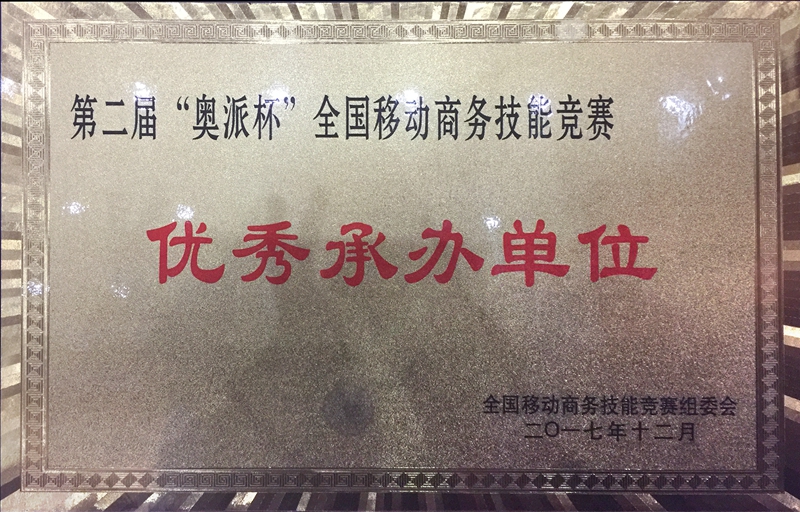 第二届“奥派杯”全国移动商务技能竞赛
优秀承办单位
全国移动商务技能竞赛组委会
二〇一七年十二月